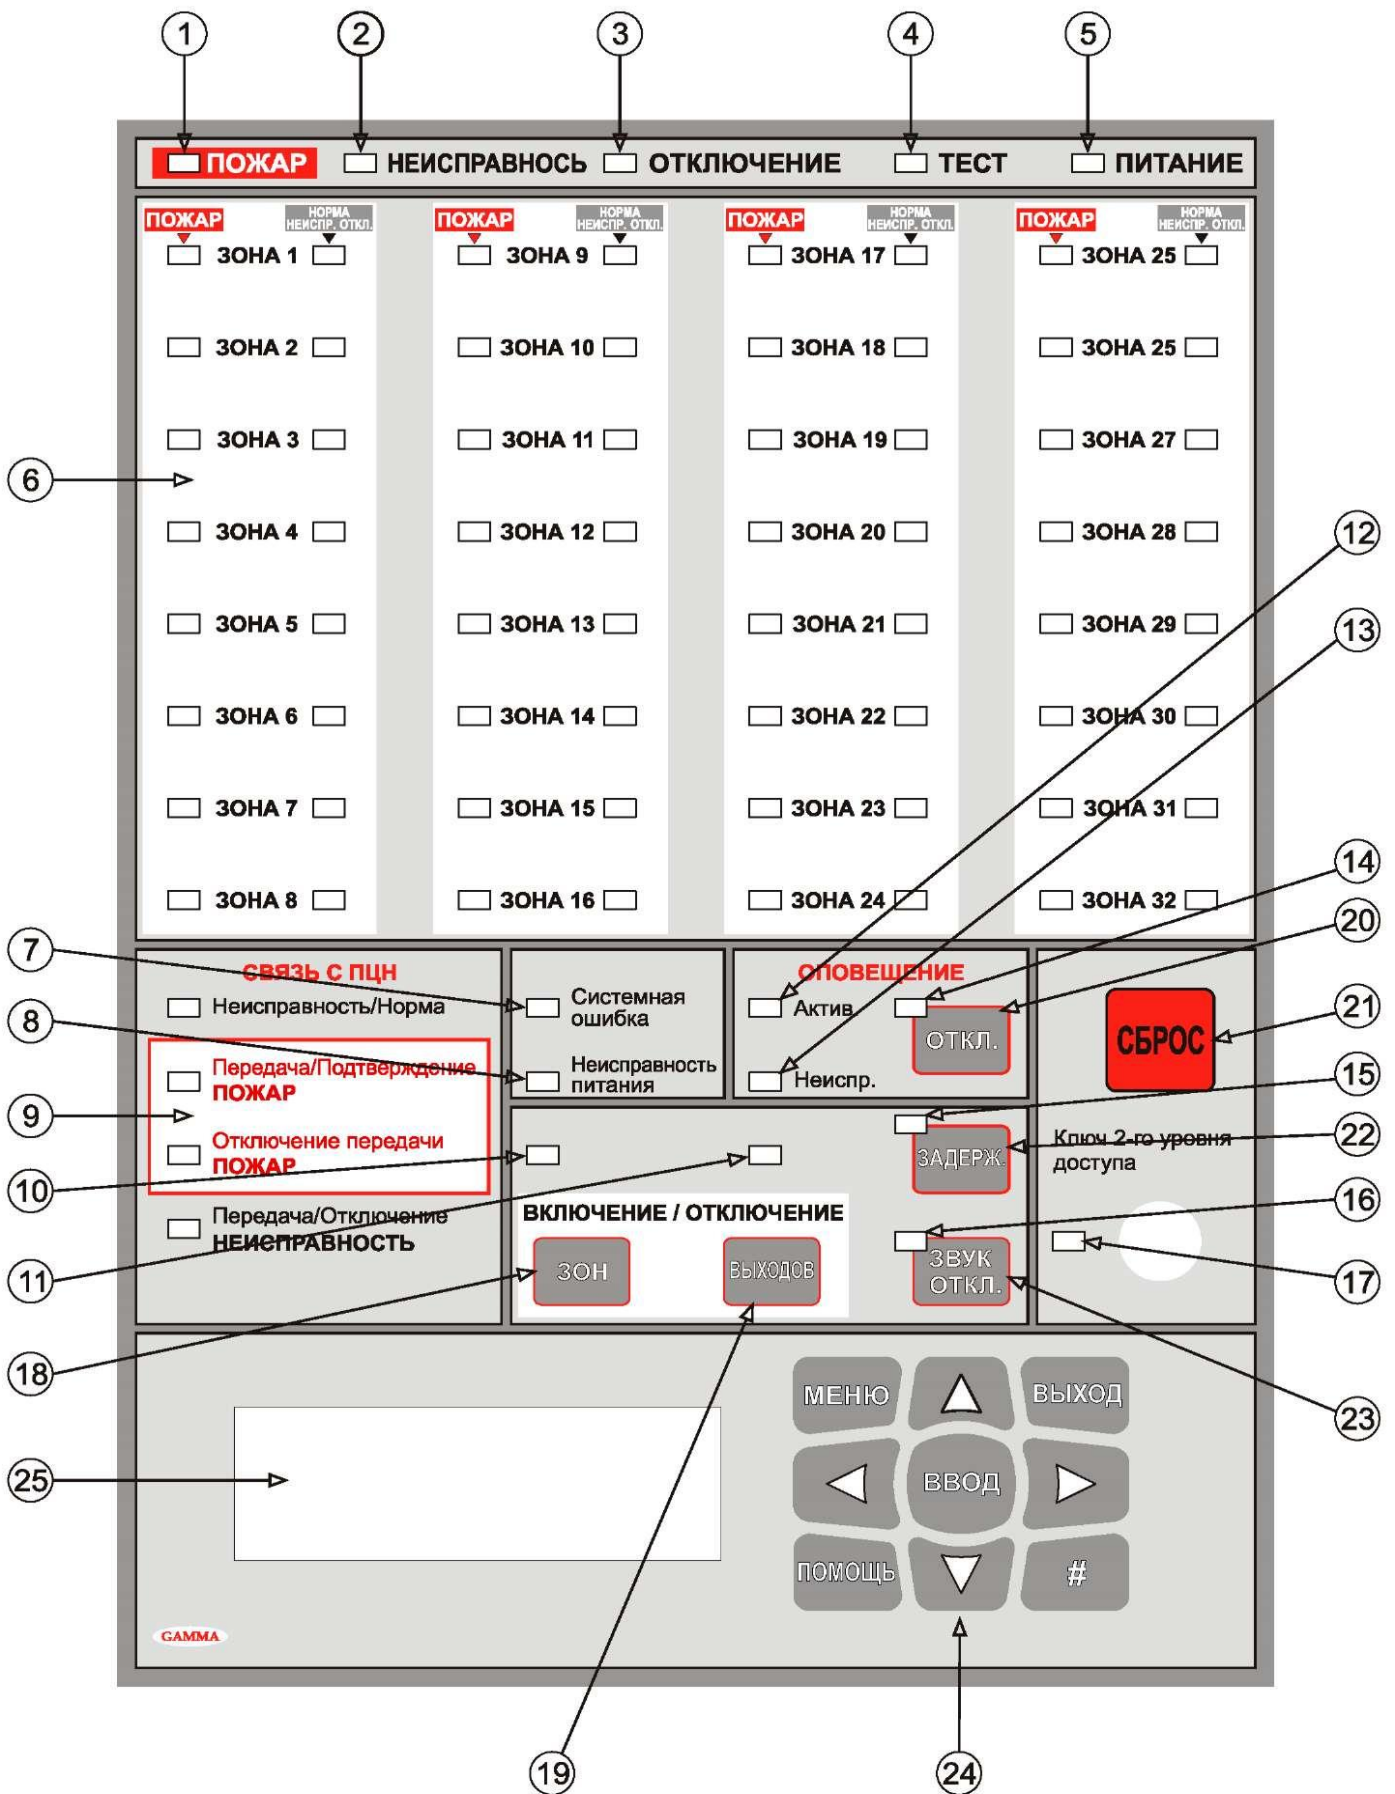 1 2 3 4 5
ПОЖАР НЕИСПРАВНОСЬ ОТКЛЮЧЕНИЕ ТЕСТ ПИТАНИЕ
ПОЖАР НОРМА ПОЖАР НОРМА ПОЖАР НОРМА ПОЖАР НОРМА
НЕИСПР. ОТКЛ. НЕИСПР. ОТКЛ. НЕИСПР. ОТКЛ. НЕИСПР. ОТКЛ.
ЗОНА 1 ЗОНА 9 ЗОНА 17 ЗОНА 25
ЗОНА 2 ЗОНА 10 ЗОНА 18 ЗОНА 25
ЗОНА 3 ЗОНА 11 ЗОНА 19 ЗОНА 27
6
ЗОНА 4 ЗОНА 12 ЗОНА 20 ЗОНА 28
12
ЗОНА 5 ЗОНА 13 ЗОНА 21 ЗОНА 29
13
ЗОНА 6 ЗОНА 14 ЗОНА 22 ЗОНА 30
ЗОНА 7 ЗОНА 15 ЗОНА 23 ЗОНА 31
14
ЗОНА 8 ЗОНА 16 ЗОНА 24 ЗОНА 32
20
7
8
9
10
11
18
25
СВЯЗЬ С ПЦН
Неисправность/Норма
Передача/Подтверждение
ПОЖАР
Отключение передачи
ПОЖАР
Передача/Отключение
НЕИСПРАВНОСТЬ
Системная
ошибка
Неисправность
питания
ОПОВЕЩЕНИЕ
Актив.
ОТКЛ.
Неиспр.
ЗАДЕРЖ.
ВКЛЮЧЕНИЕ / ОТКЛЮЧЕНИЕ
ЗОН
ВЫХОДОВ
ЗВУК
ОТКЛ.
СБРОС
Ключ 2-го уровня
доступа
21
15
22
16
17
23
МЕНЮ ВЫХОД
ВВОД
ПОМОЩЬ #
GAMMA
19 24